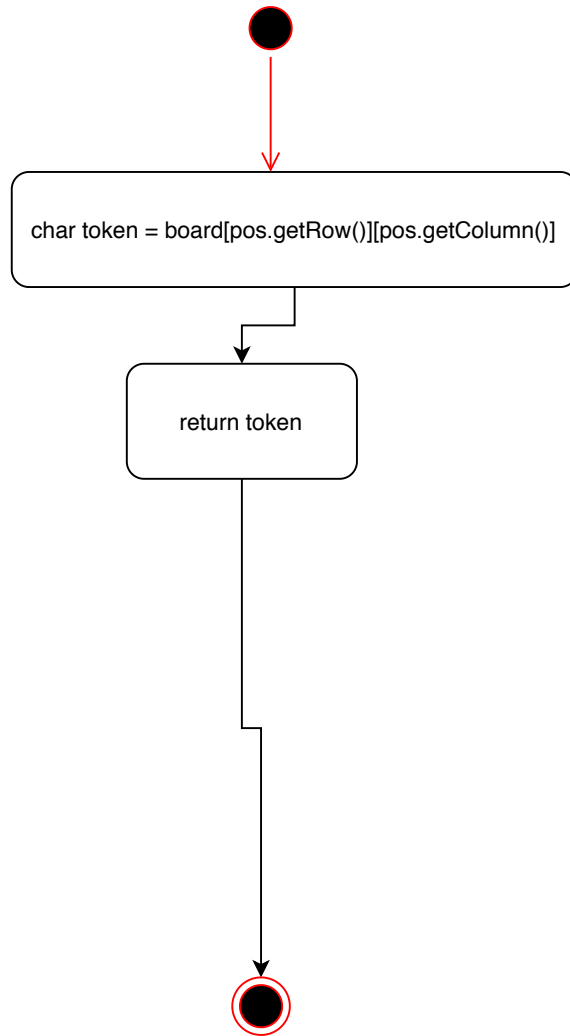 char token = board[pos.getRow()][pos.getColumn()]
return token